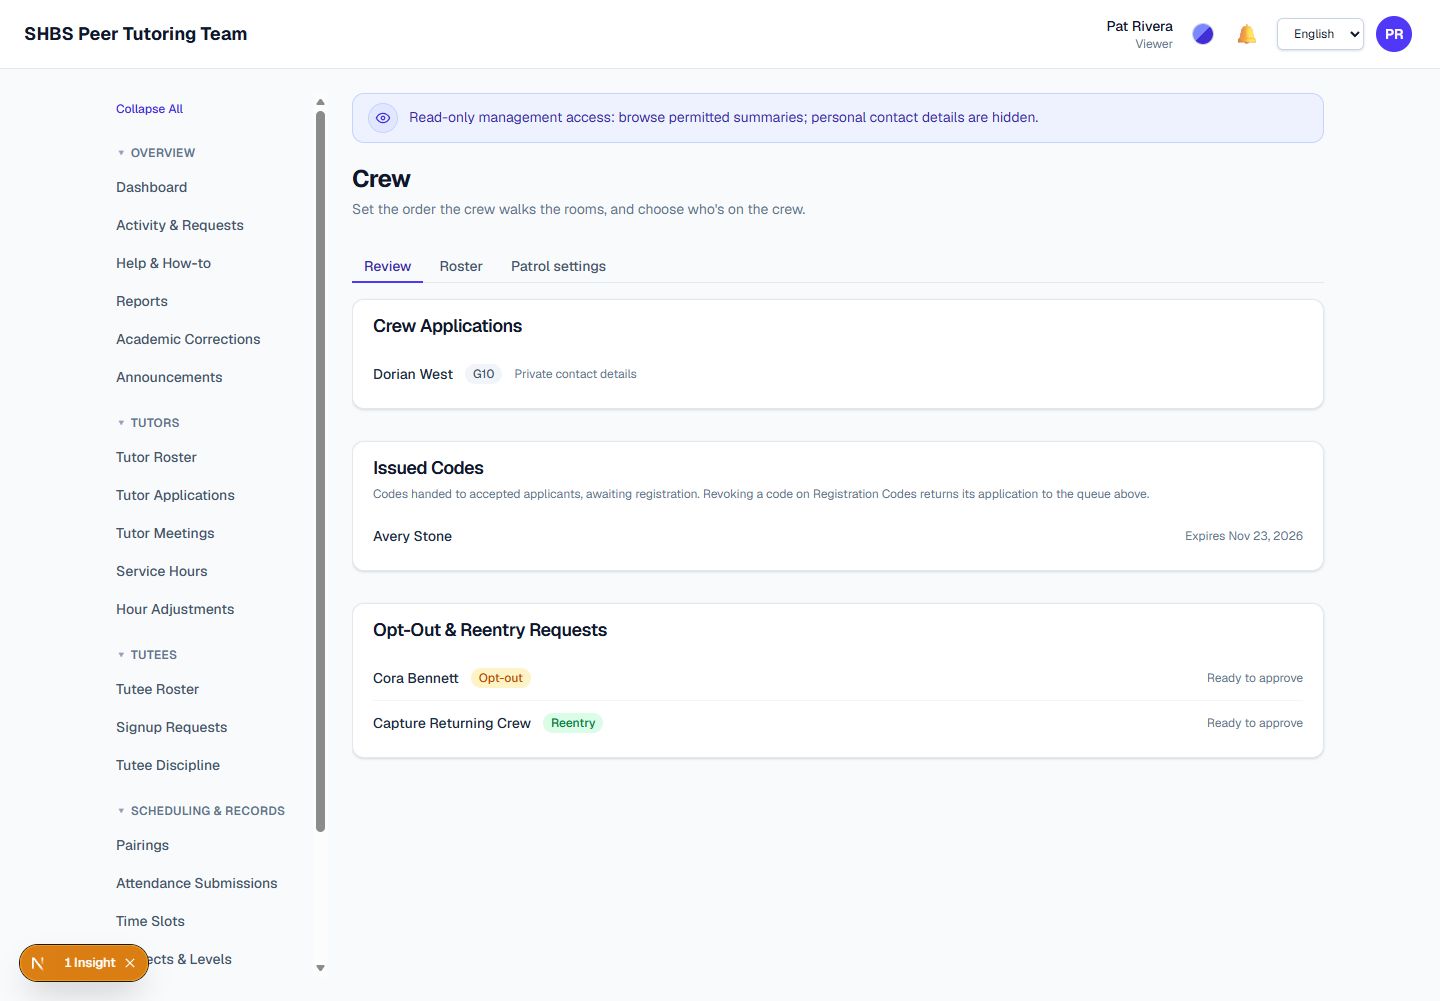 SHBS Peer Tutoring Team
Pat Rivera
Viewer
English
PR
Collapse All
OVERVIEW
Dashboard
Activity & Requests
Help & How-to
Reports
Academic Corrections
Announcements
TUTORS
Tutor Roster
Tutor Applications
Tutor Meetings
Service Hours
Hour Adjustments
TUTEES
Tutee Roster
Signup Requests
Tutee Discipline
SCHEDULING & RECORDS
Pairings
Attendance Submissions
Time Slots
ects & Levels
1 Insight
Read-only management access: browse permitted summaries; personal contact details are hidden.
Crew
Set the order the crew walks the rooms, and choose who's on the crew.
Review Roster Patrol settings
Crew Applications
Dorian West G10 Private contact details
Issued Codes
Codes handed to accepted applicants, awaiting registration. Revoking a code on Registration Codes returns its application to the queue above.
Avery Stone Expires Nov 23, 2026
Opt-Out & Reentry Requests
Cora Bennett Opt-out Ready to approve
Capture Returning Crew Reentry Ready to approve